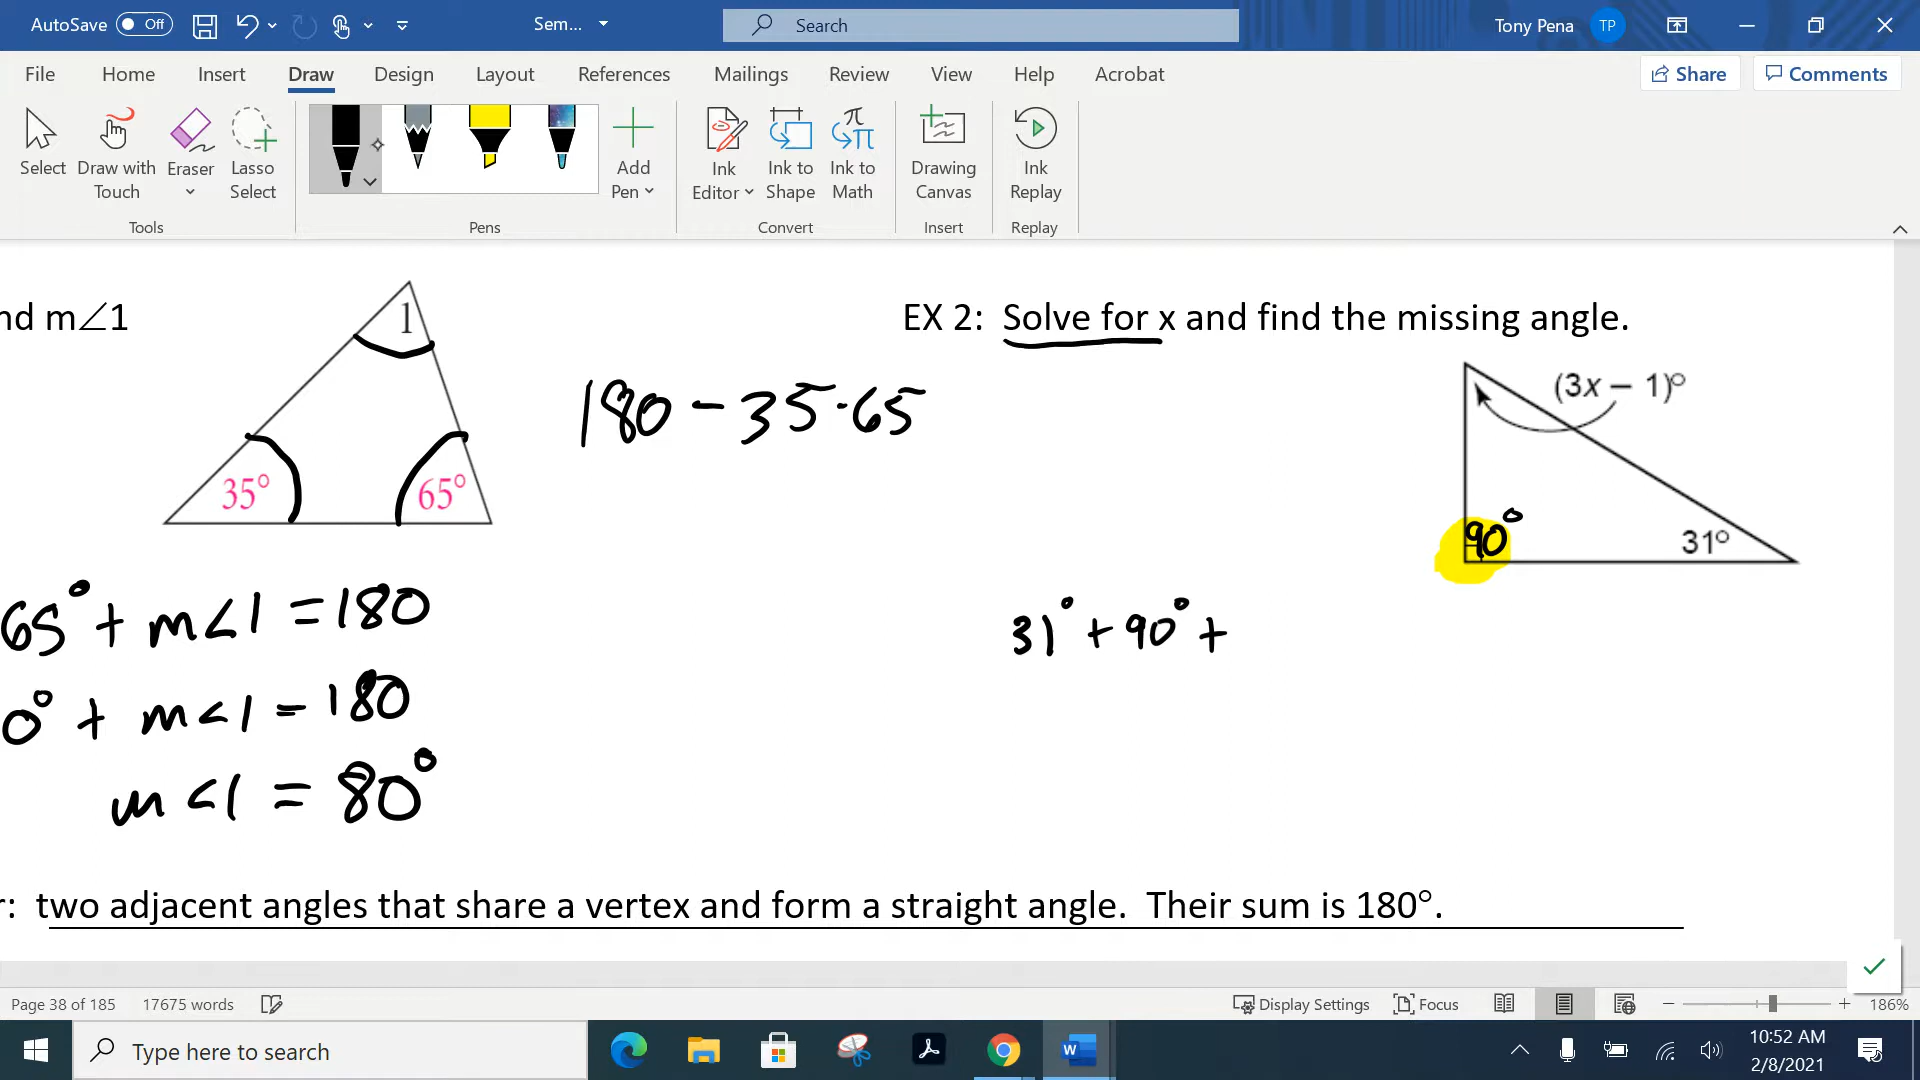 AutoSave Off Sem... Search Tony Pena TP
File Home Insert Draw Design Layout References Mailings Review View Help Acrobat Share Comments
Select Draw with Touch Eraser Lasso Select Add Pen Ink Editor Ink to Shape Ink to Math Drawing Canvas Ink Replay
Tools Pens Convert Insert Replay
nd m∠1
1
35°
65°
180 - 35 - 65
EX 2: Solve for x and find the missing angle.
(3x – 1)°
90°
31°
65° + m<1 = 180
0° + m<1 = 180
m<1 = 80°
31° + 90° +
r: two adjacent angles that share a vertex and form a straight angle. Their sum is 180°.
Page 38 of 185 17675 words Display Settings Focus 186%
Type here to search 10:52 AM
2/8/2021